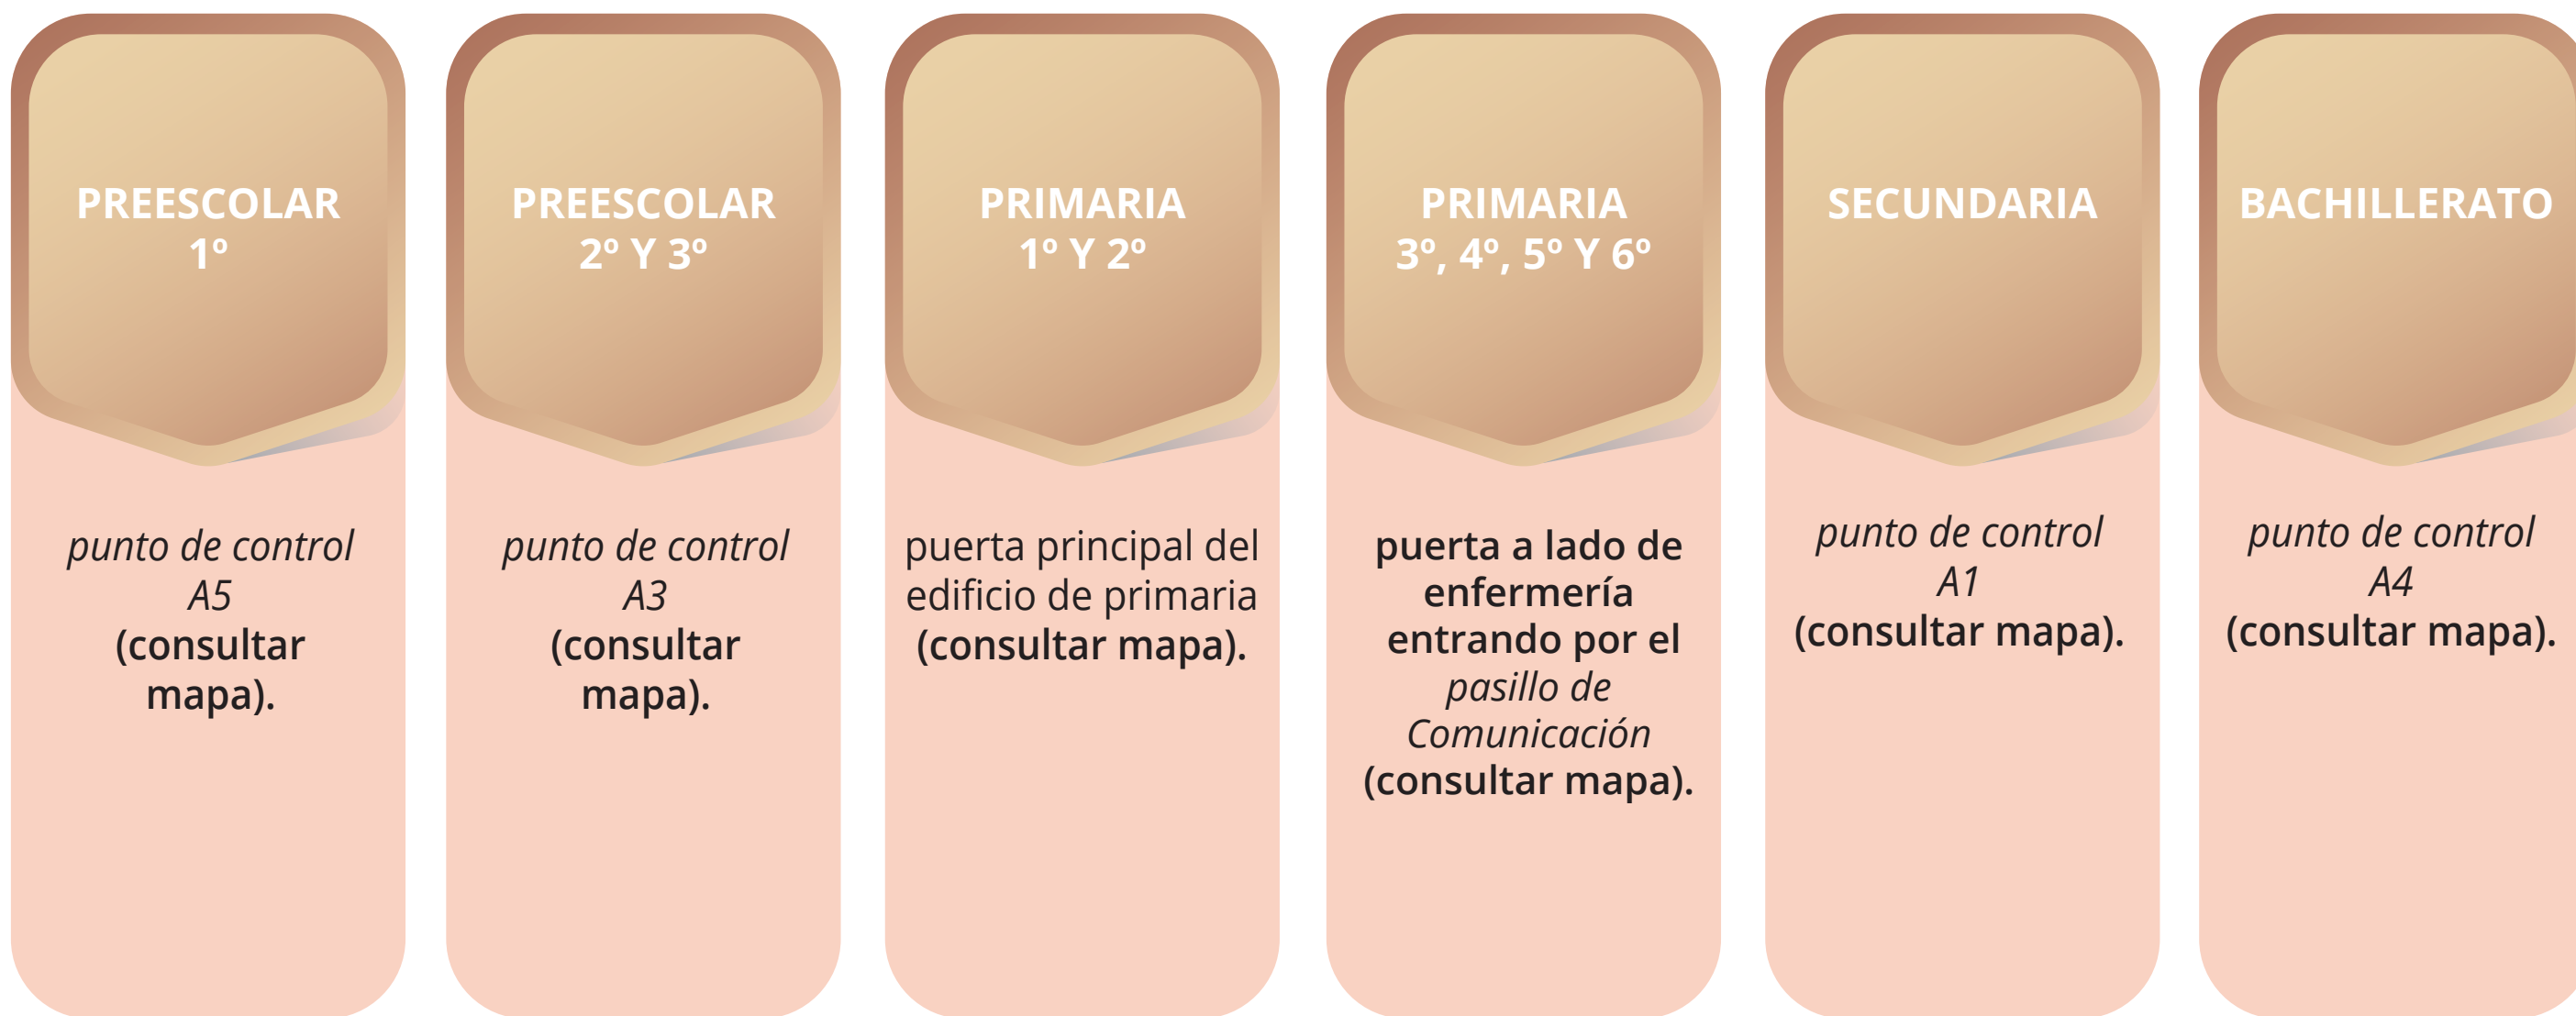 PREESCOLAR
1º
punto de control
A5
(consultar
mapa).
PREESCOLAR
2º Y 3º
punto de control
A3
(consultar
mapa).
PRIMARIA
1º Y 2º
puerta principal del
edificio de primaria
(consultar mapa).
PRIMARIA
3º, 4º, 5º Y 6º
puerta a lado de
enfermería
entrando por el
pasillo de
Comunicación
(consultar mapa).
SECUNDARIA
punto de control
A1
(consultar mapa).
BACHILLERATO
punto de control
A4
(consultar mapa).